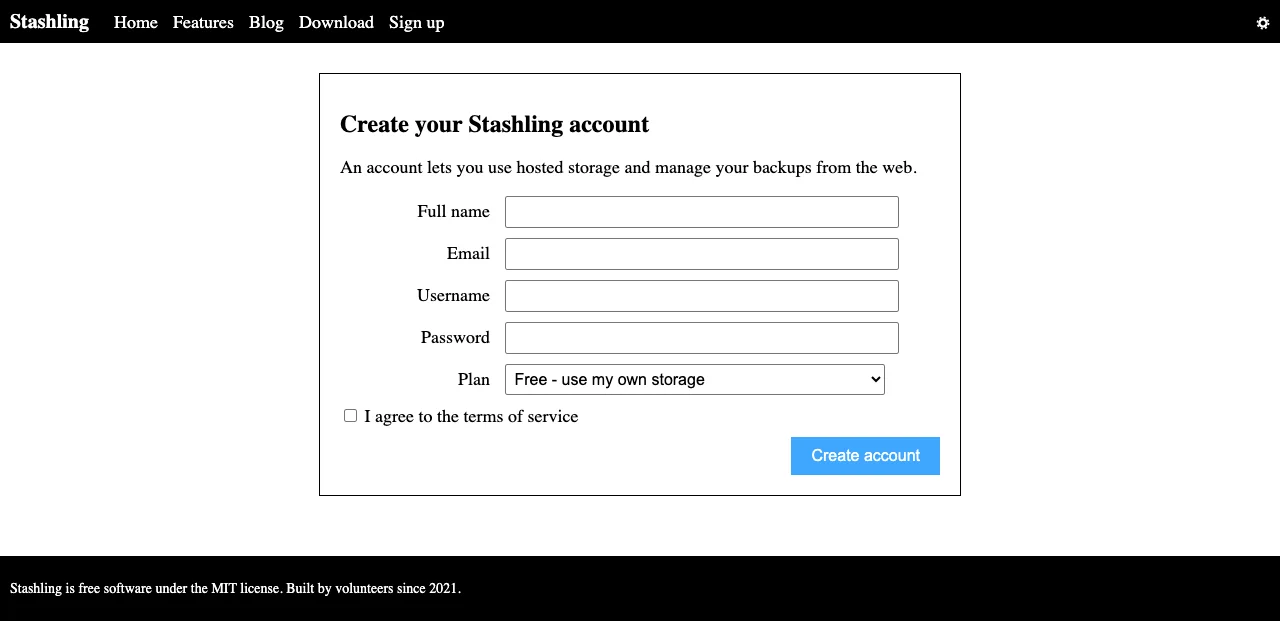 Stashling Home Features Blog Download Sign up
Create your Stashling account
An account lets you use hosted storage and manage your backups from the web.
Full name
Email
Username
Password
Plan Free - use my own storage
I agree to the terms of service
Create account
Stashling is free software under the MIT license. Built by volunteers since 2021.